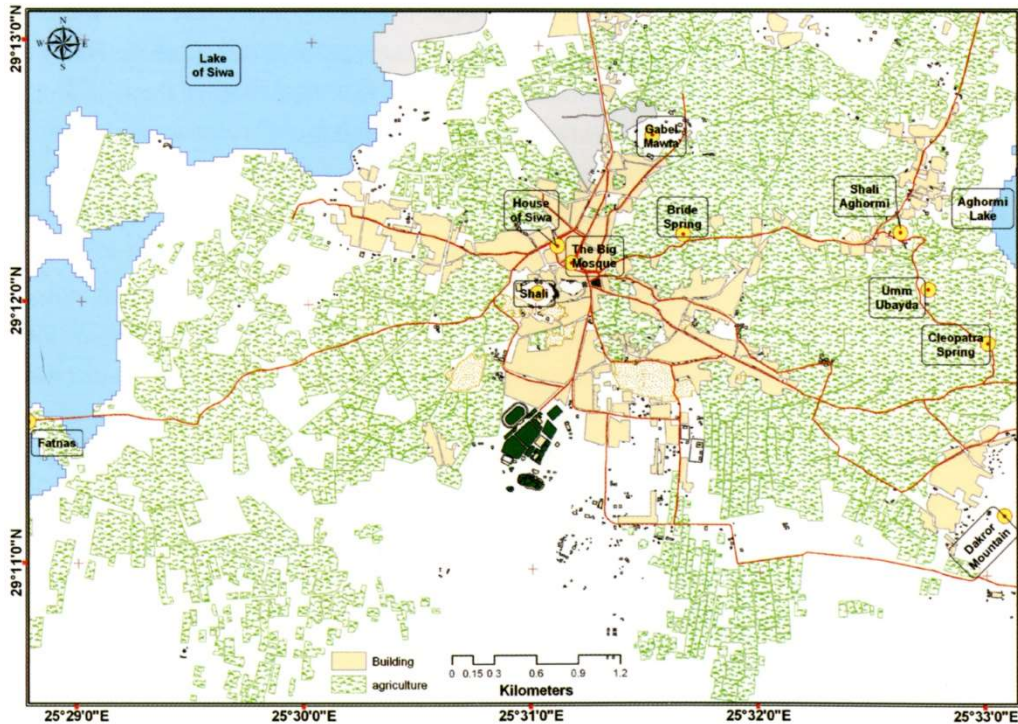 29°13'0"N
N
W
E
S
Lake
of Siwa
Gabel
Mawta'
House
of Siwa
Bride
Spring
Shali
Aghormi
Aghormi
Lake
The Big
Mosque
29°12'0"N
Shali
Umm
Ubayda
Cleopatra
Spring
Fatnas
Dakror
Mountain
29°11'0"N
Building
agriculture
0 0.15 0.3 0.6 0.9 1.2
Kilometers
25°29'0"E 25°30'0"E 25°31'0"E 25°32'0"E 25°33'0"E